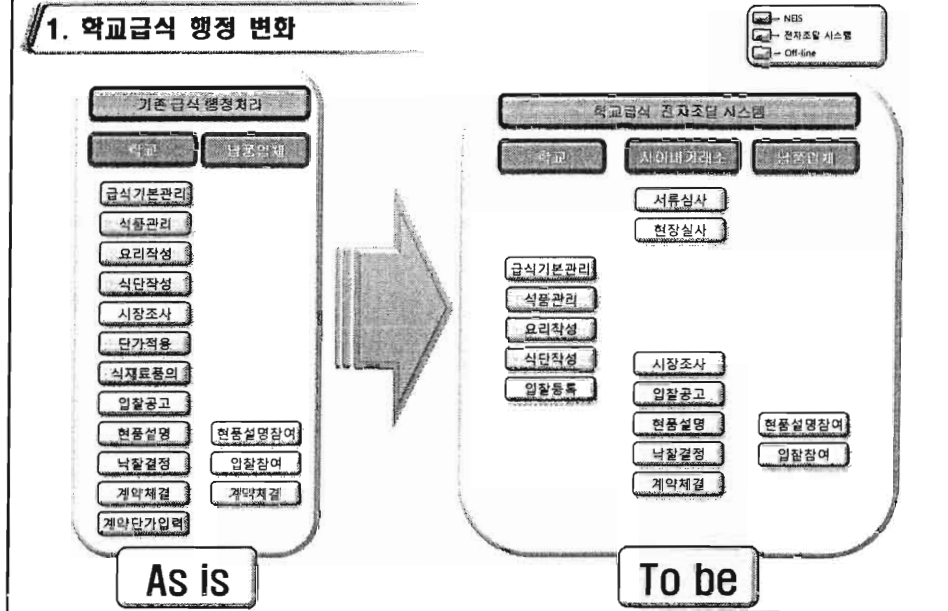 1. 학교급식 행정 변화
NEIS
전자조달 시스템
Off-line
기존 급식 행정처리
학교
납품업체
급식기본관리
식품관리
요리작성
식단작성
시장조사
단가적용
식재료품의
입찰공고
현품설명
현품설명참여
낙찰결정
입찰참여
계약체결
계약체결
계약단가입력
As is
학교급식 전자조달 시스템
학교
사이버거래소
납품업체
서류심사
현장실사
급식기본관리
식품관리
요리작성
식단작성
시장조사
입찰등록
입찰공고
현품설명
현품설명참여
낙찰결정
입찰참여
계약체결
To be